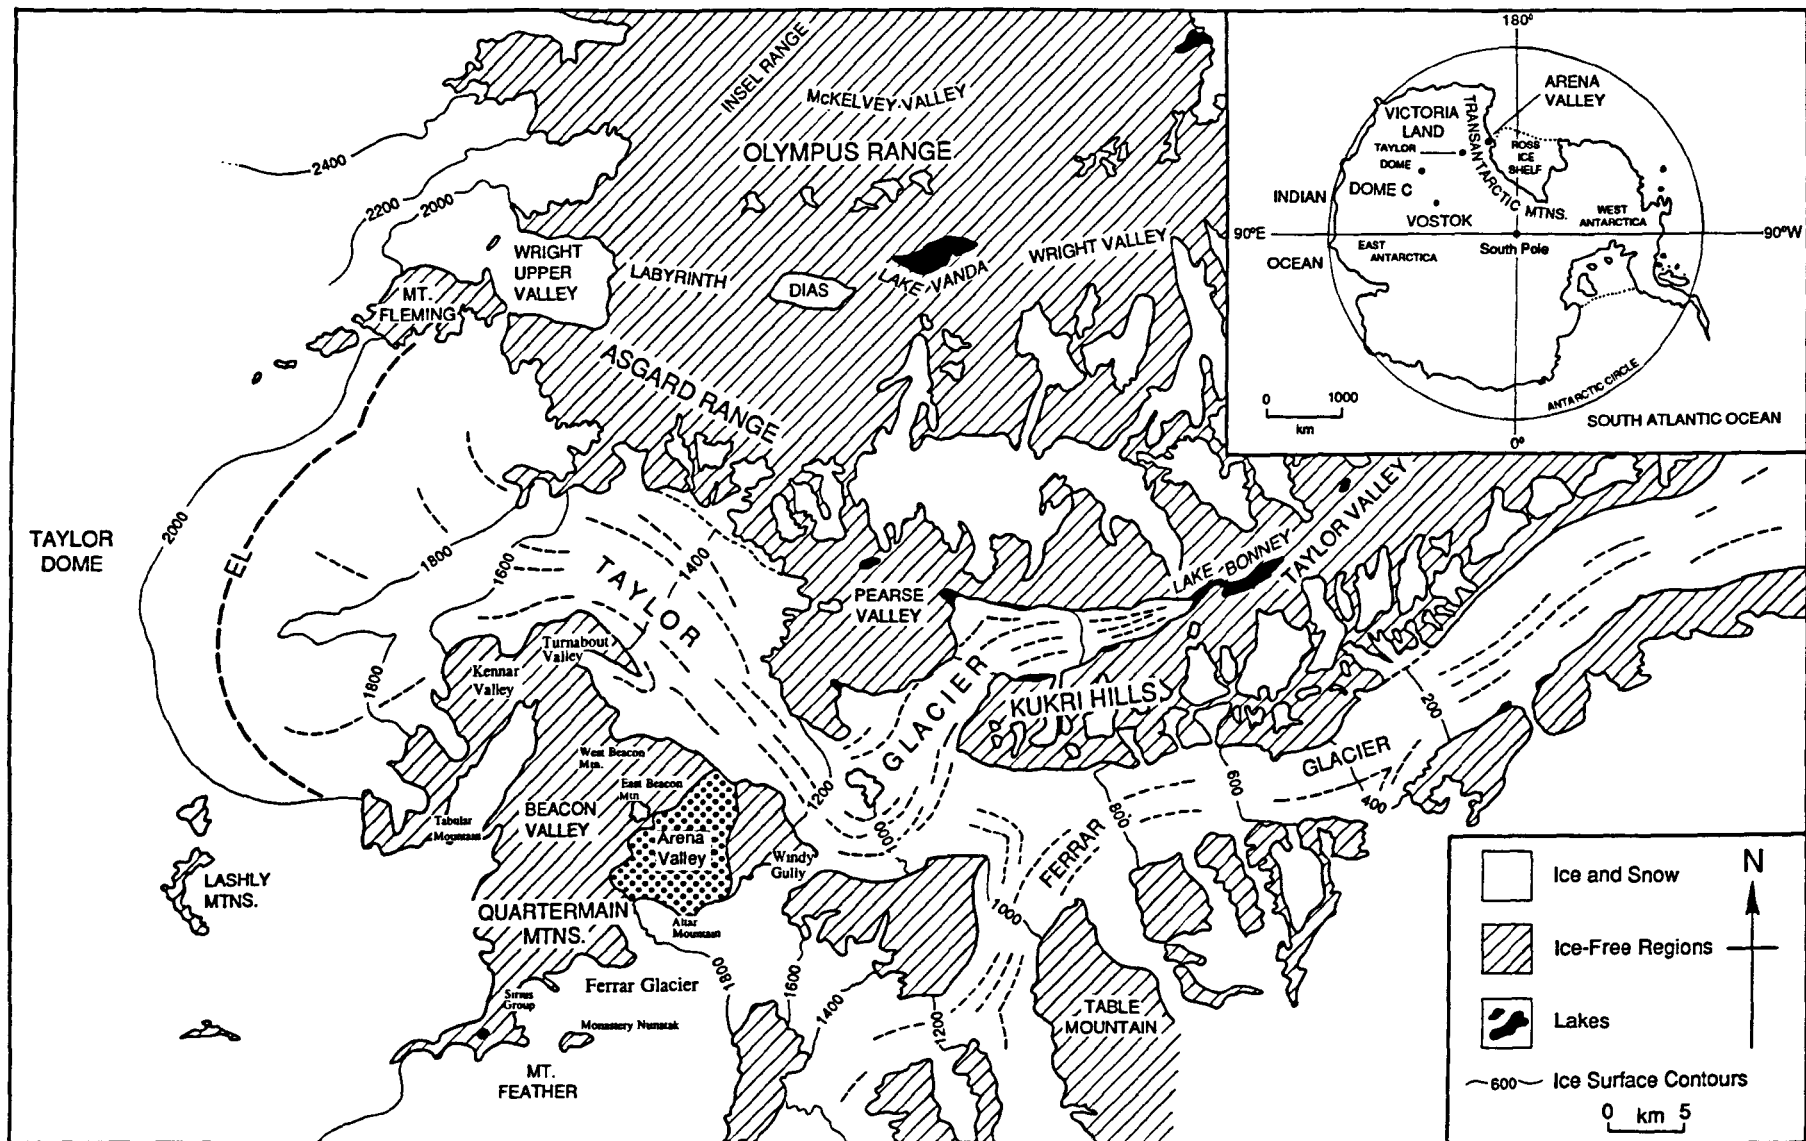 INSEL RANGE
McKELVEY VALLEY
OLYMPUS RANGE
2400
2200
2000
WRIGHT
UPPER
VALLEY
LABYRINTH
DIAS
LAKE VANDA
WRIGHT VALLEY
MT.
FLEMING
ASGARD RANGE
TAYLOR
DOME
2000
EL
1800
1600
1400
TAYLOR
GLACIER
PEARSE
VALLEY
LAKE BONNEY
TAYLOR VALLEY
Turnabout
Valley
Kennar
Valley
1800
KUKRI HILLS
West Beacon
Mtn.
East Beacon
Mtn
BEACON
VALLEY
Arena
Valley
Windy
Gully
1200
000
Tabular
Mountain
LASHLY
MTNS.
QUARTERMAIN
MTNS.
Altar
Mountain
FERRAR
GLACIER
200
400
600
800
1000
1800
1600
1400
1200
Ferrar Glacier
Sirius
Group
Monastery Nunatak
MT.
FEATHER
TABLE
MOUNTAIN
180°
ARENA
VALLEY
VICTORIA
LAND
TRANSANTARCTIC MTNS.
TAYLOR
DOME
ROSS
ICE
SHELF
DOME C
VOSTOK
INDIAN
OCEAN
WEST
ANTARCTICA
90°E
90°W
EAST
ANTARCTICA
South Pole
ANTARCTIC CIRCLE
0 1000
km
0°
SOUTH ATLANTIC OCEAN
Ice and Snow
N
Ice-Free Regions
Lakes
600
Ice Surface Contours
0 km 5